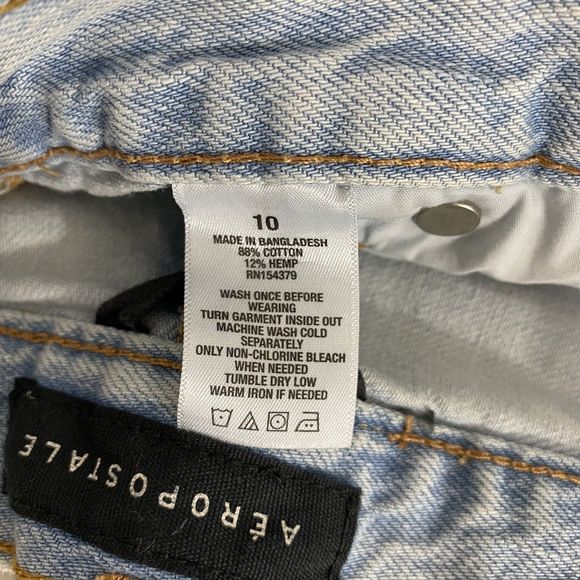 10
MADE IN BANGLADESH
88% COTTON
12% HEMP
RN154379
WASH ONCE BEFORE
WEARING
TURN GARMENT INSIDE OUT
MACHINE WASH COLD
SEPARATELY
ONLY NON-CHLORINE BLEACH
WHEN NEEDED
TUMBLE DRY LOW
WARM IRON IF NEEDED
AÉROPOSTALE